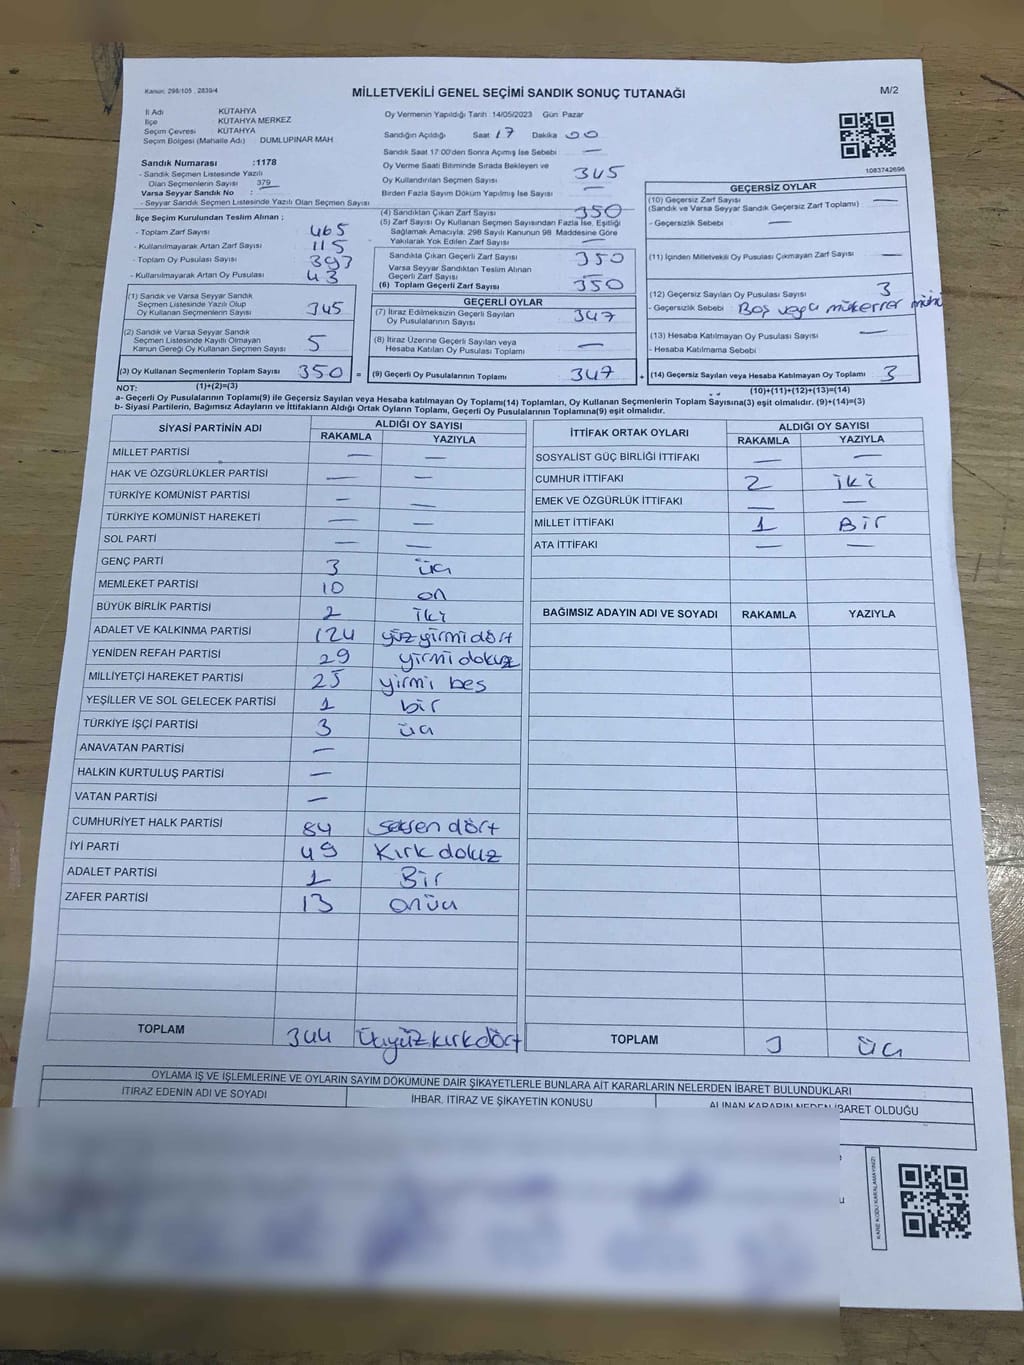 Kanun: 298/105 , 2839/4
MİLLETVEKİLİ GENEL SEÇİMİ SANDIK SONUÇ TUTANAĞI
M/2
İl Adı KÜTAHYA
İlçe KÜTAHYA MERKEZ
Seçim Çevresi KÜTAHYA
Seçim Bölgesi (Mahalle Adı) DUMLUPINAR MAH
Sandık Numarası :1178
- Sandık Seçmen Listesinde Yazılı
Olan Seçmenlerin Sayısı 379
Varsa Seyyar Sandık No :
- Seyyar Sandık Seçmen Listesinde Yazılı Olan Seçmen Sayısı
Oy Vermenin Yapıldığı Tarih :14/05/2023 Gün Pazar
Sandığın Açıldığı Saat 17 Dakika 00
Sandık Saat 17:00'den Sonra Açımış İse Sebebi —
Oy Verme Saati Bitiminde Sırada Bekleyen ve
Oy Kullandırılan Seçmen Sayısı 345
Birden Fazla Sayım Döküm Yapılmış İse Sayısı —
1083742696
İlçe Seçim Kurulundan Teslim Alınan ;
- Toplam Zarf Sayısı 465
- Kullanılmayarak Artan Zarf Sayısı 115
- Toplam Oy Pusulası Sayısı 393
- Kullanılmayarak Artan Oy Pusulası 43
(1) Sandık ve Varsa Seyyar Sandık
Seçmen Listesinde Yazılı Olup
Oy Kullanan Seçmenlerin Sayısı 345
(2) Sandık ve Varsa Seyyar Sandık
Seçmen Listesinde Kayıtlı Olmayan
Kanun Gereği Oy Kullanan Seçmen Sayısı 5
(3) Oy Kullanan Seçmenlerin Toplam Sayısı 350 =
(4) Sandıktan Çıkan Zarf Sayısı 350
(5) Zarf Sayısı Oy Kullanan Seçmen Sayısından Fazla İse, Eşitliği
Sağlamak Amacıyla, 298 Sayılı Kanunun 98. Maddesine Göre
Yakılarak Yok Edilen Zarf Sayısı —
Sandıkta Çıkan Geçerli Zarf Sayısı 350
Varsa Seyyar Sandıktan Teslim Alınan
Geçerli Zarf Sayısı —
(6) Toplam Geçerli Zarf Sayısı 350
GEÇERLİ OYLAR
(7) İtiraz Edilmeksizin Geçerli Sayılan
Oy Pusulalarının Sayısı 347
(8) İtiraz Üzerine Geçerli Sayılan veya
Hesaba Katılan Oy Pusulaları Toplamı —
(9) Geçerli Oy Pusulalarının Toplamı 347 +
GEÇERSİZ OYLAR
(10) Geçersiz Zarf Sayısı —
(Sandık ve Varsa Seyyar Sandık Geçersiz Zarf Toplamı)
- Geçersizlik Sebebi —
(11) İçinden Milletvekili Oy Pusulası Çıkmayan Zarf Sayısı —
(12) Geçersiz Sayılan Oy Pusulası Sayısı 3
- Geçersizlik Sebebi Boş veya mükerrer
(13) Hesaba Katılmayan Oy Pusulası Sayısı —
- Hesaba Katılmama Sebebi
(14) Geçersiz Sayılan veya Hesaba Katılmayan Oy Toplamı 3
NOT: (1)+(2)=(3) (10)+(11)+(12)+(13)=(14)
a- Geçerli Oy Pusulalarının Toplamı(9) ile Geçersiz Sayılan veya Hesaba katılmayan Oy Toplamı(14) Toplamları, Oy Kullanan Seçmenlerin Toplam Sayısına(3) eşit olmalıdır. (9)+(14)=(3)
b- Siyasi Partilerin, Bağımsız Adayların ve İttifakların Aldığı Ortak Oyların Toplamı, Geçerli Oy Pusulalarının Toplamına(9) eşit olmalıdır.
SİYASİ PARTİNİN ADI ALDIĞI OY SAYISI
RAKAMLA YAZIYLA
MİLLET PARTİSİ — —
HAK VE ÖZGÜRLÜKLER PARTİSİ — —
TÜRKİYE KOMÜNİST PARTİSİ — —
TÜRKİYE KOMÜNİST HAREKETİ — —
SOL PARTİ — —
GENÇ PARTİ 3 üç
MEMLEKET PARTİSİ 10 on
BÜYÜK BİRLİK PARTİSİ 2 iki
ADALET VE KALKINMA PARTİSİ 124 yüzyirmidört
YENİDEN REFAH PARTİSİ 29 yirmidokuz
MİLLİYETÇİ HAREKET PARTİSİ 25 yirmi beş
YEŞİLLER VE SOL GELECEK PARTİSİ 1 bir
TÜRKİYE İŞÇİ PARTİSİ 3 üç
ANAVATAN PARTİSİ —
HALKIN KURTULUŞ PARTİSİ —
VATAN PARTİSİ —
CUMHURİYET HALK PARTİSİ 84 seksen dört
İYİ PARTİ 49 Kırk dokuz
ADALET PARTİSİ 1 Bir
ZAFER PARTİSİ 13 onüç
TOPLAM 344 Üçyüzkırkdört
İTTİFAK ORTAK OYLARI ALDIĞI OY SAYISI
RAKAMLA YAZIYLA
SOSYALİST GÜÇ BİRLİĞİ İTTİFAKI — —
CUMHUR İTTİFAKI 2 iki
EMEK VE ÖZGÜRLÜK İTTİFAKI — —
MİLLET İTTİFAKI 1 Bir
ATA İTTİFAKI — —
BAĞIMSIZ ADAYIN ADI VE SOYADI RAKAMLA YAZIYLA
TOPLAM 3 üç
OYLAMA İŞ VE İŞLEMLERİNE VE OYLARIN SAYIM DÖKÜMÜNE DAİR ŞİKAYETLERLE BUNLARA AİT KARARLARIN NELERDEN İBARET BULUNDUKLARI
İTİRAZ EDENİN ADI VE SOYADI İHBAR, İTİRAZ VE ŞİKAYETİN KONUSU ALINAN KARARIN NEDEN İBARET OLDUĞU
KARE KODU KARALAMAYINIZ!